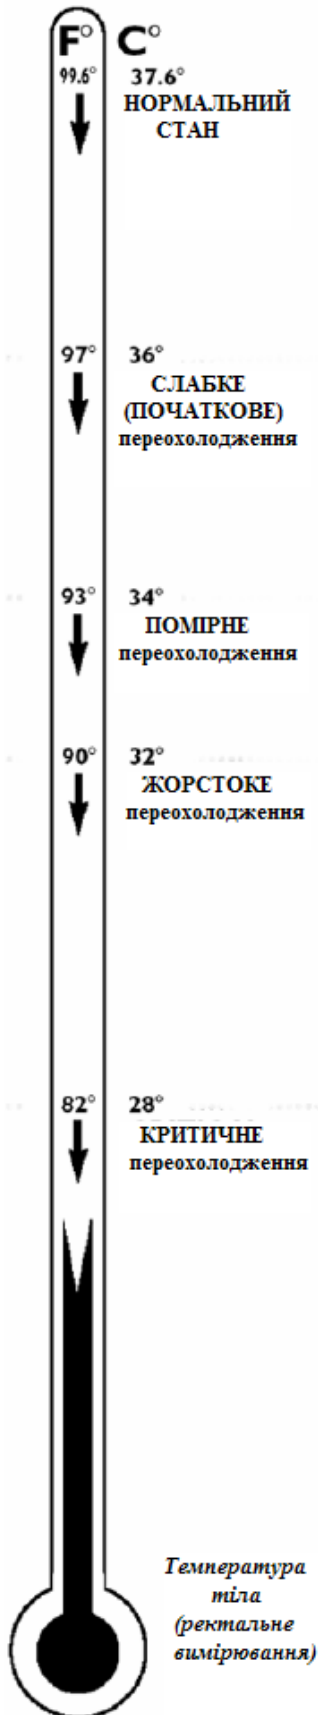 F° C°
99.6° 37.6°
НОРМАЛЬНИЙ
СТАН
97° 36°
СЛАБКЕ
(ПОЧАТКОВЕ)
переохолодження
93° 34°
ПОМІРНЕ
переохолодження
90° 32°
ЖОРСТОКЕ
переохолодження
82° 28°
КРИТИЧНЕ
переохолодження
Температура
тіла
(ректальне
вимірювання)